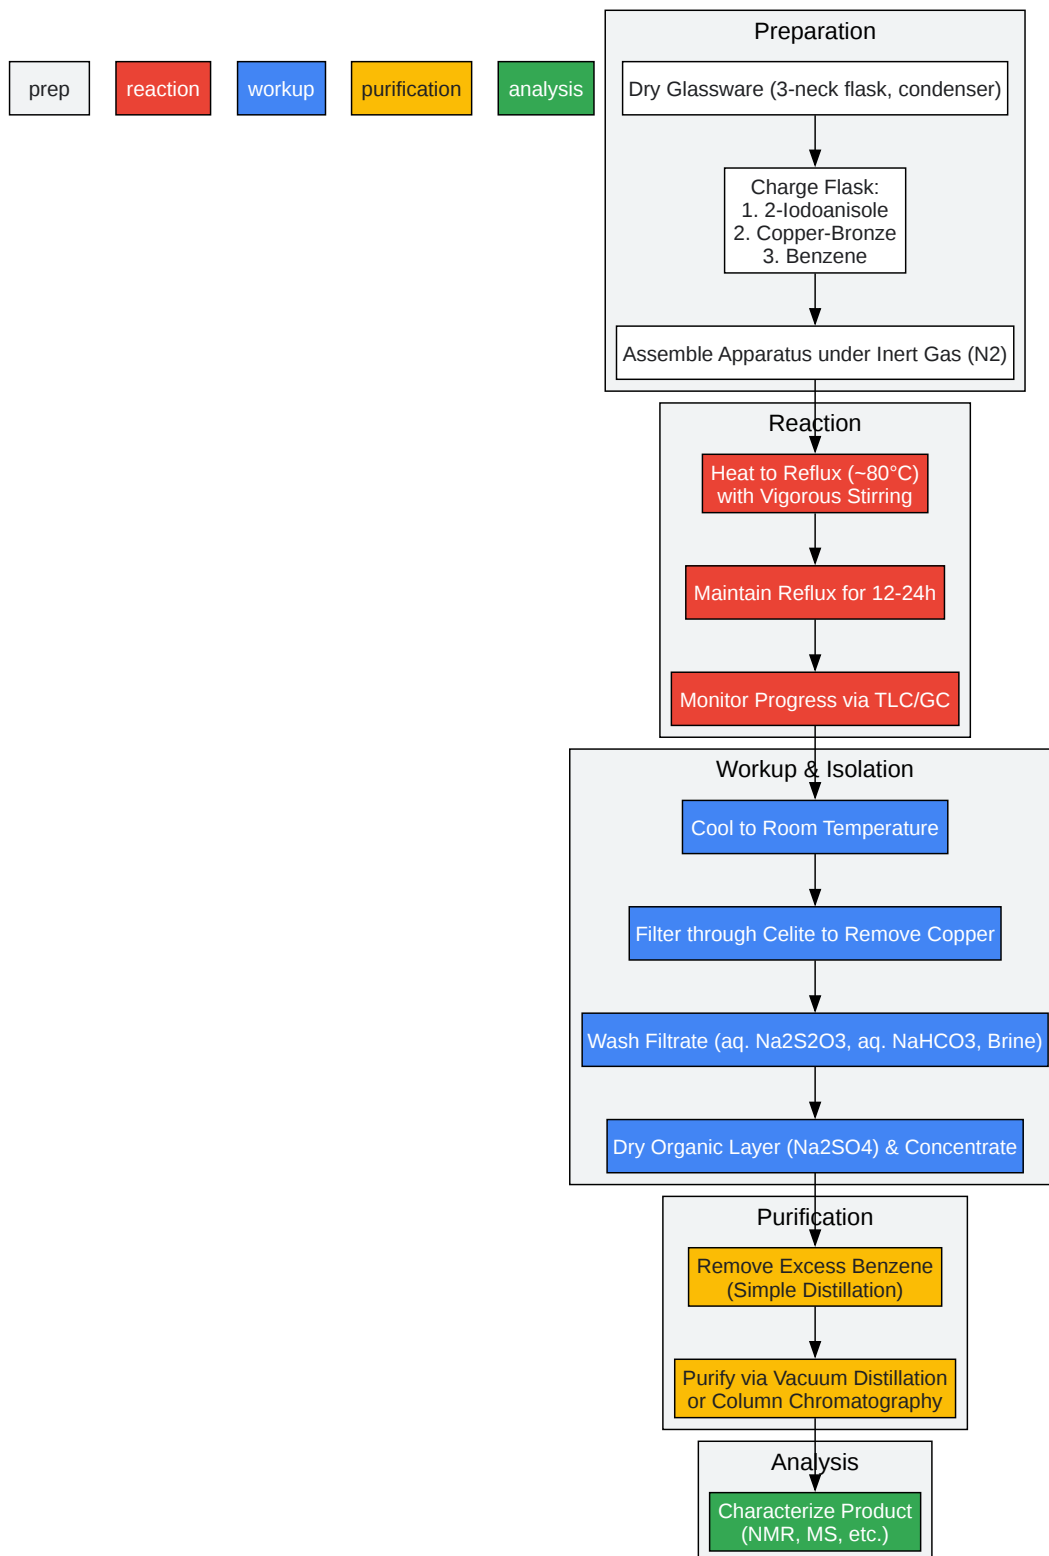 prep
reaction
workup
purification
analysis
Preparation
Dry Glassware (3-neck flask, condenser)
Charge Flask:
1. 2-Iodoanisole
2. Copper-Bronze
3. Benzene
Assemble Apparatus under Inert Gas (N2)
Reaction
Heat to Reflux (~80°C)
with Vigorous Stirring
Maintain Reflux for 12-24h
Monitor Progress via TLC/GC
Workup & Isolation
Cool to Room Temperature
Filter through Celite to Remove Copper
Wash Filtrate (aq. Na2S2O3, aq. NaHCO3, Brine)
Dry Organic Layer (Na2SO4) & Concentrate
Purification
Remove Excess Benzene
(Simple Distillation)
Purify via Vacuum Distillation
or Column Chromatography
Analysis
Characterize Product
(NMR, MS, etc.)